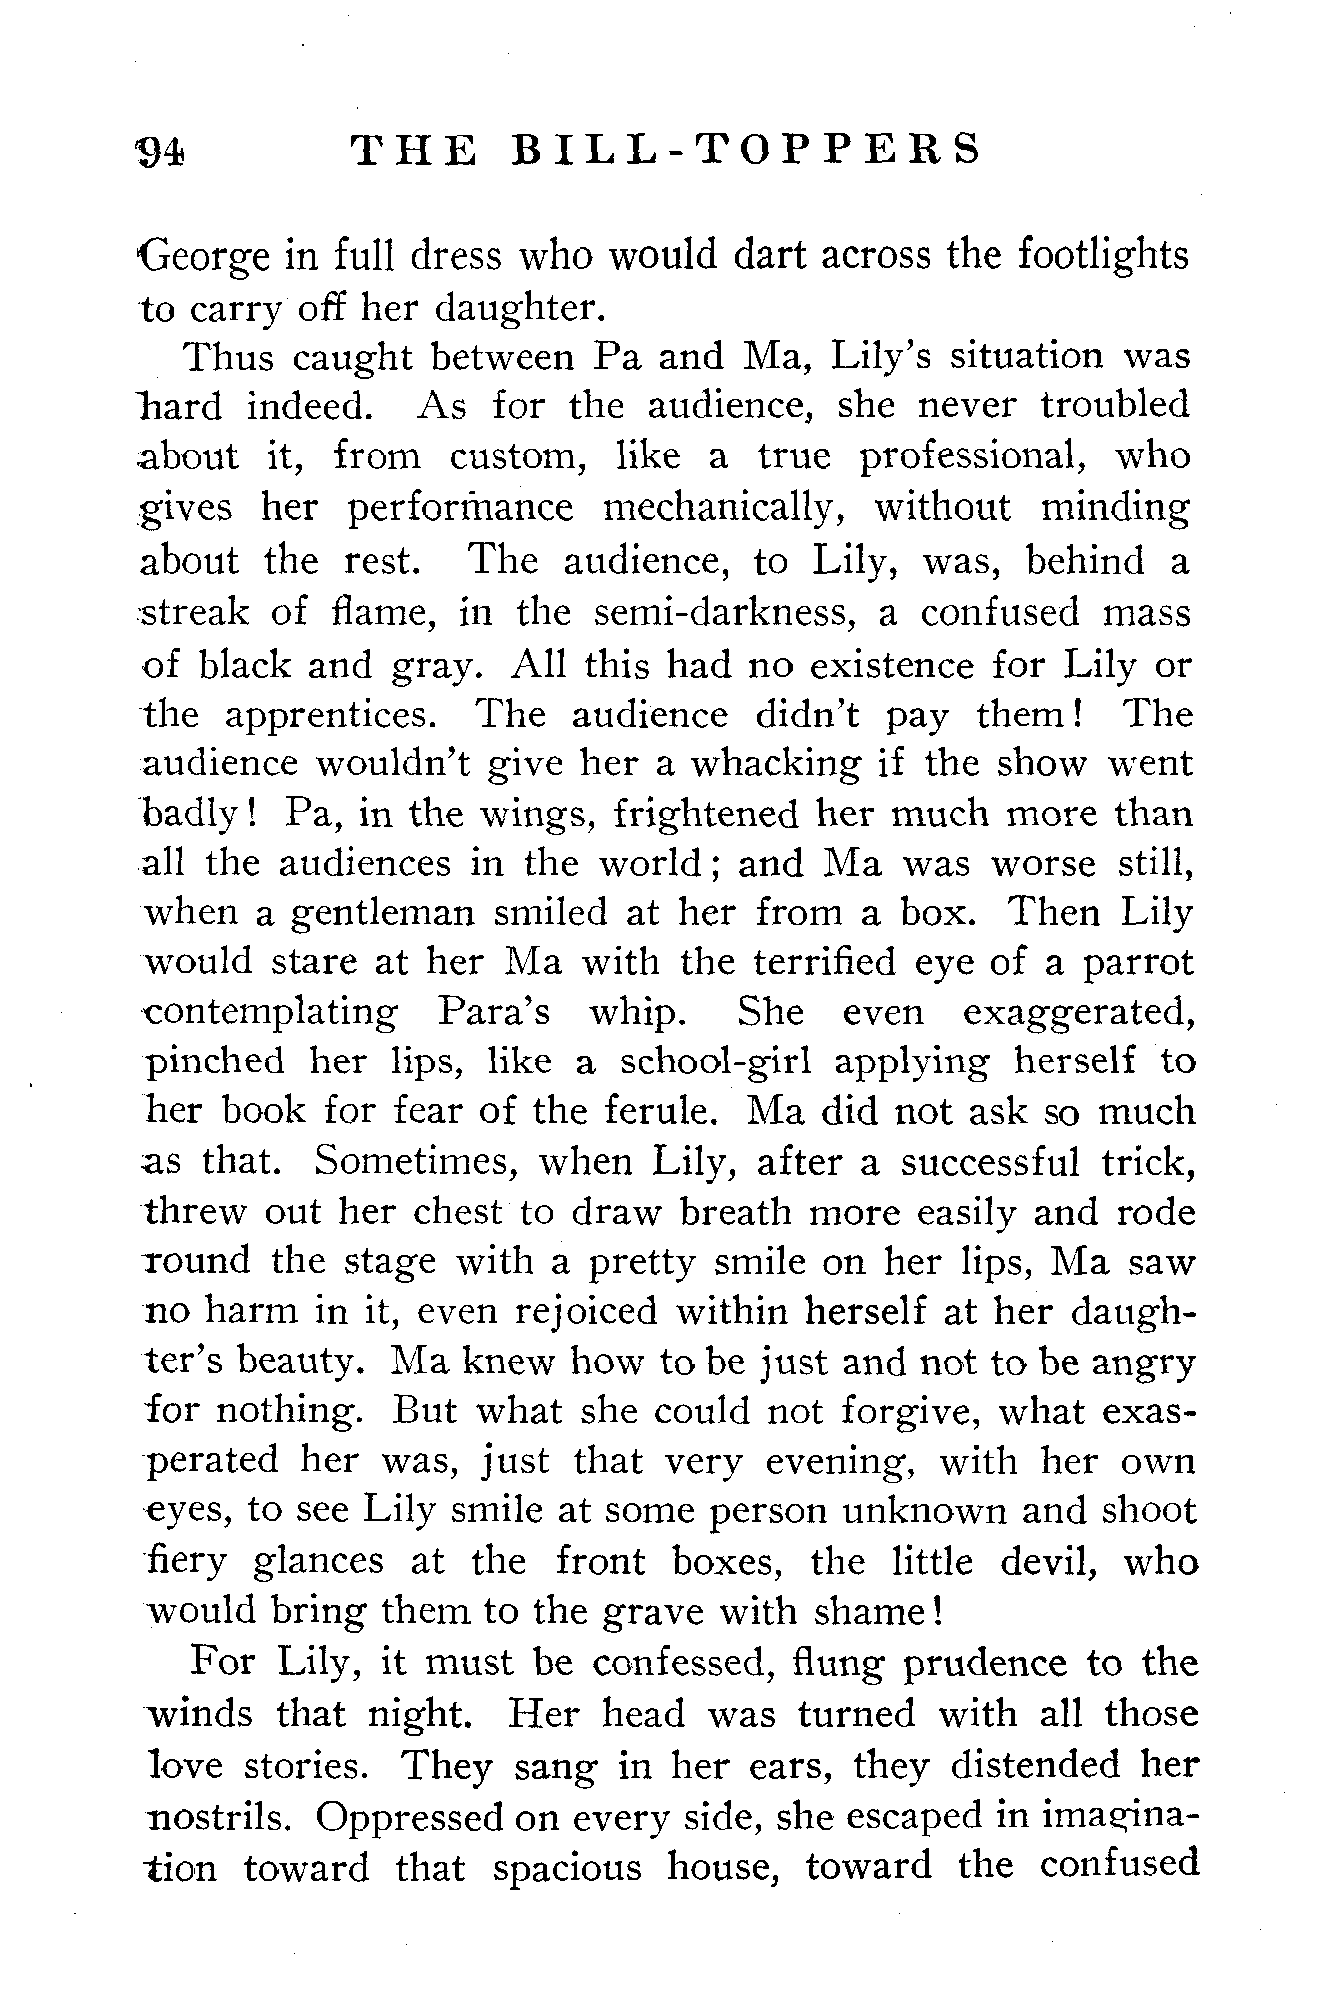 94 THE BILL-TOPPERS
George in full dress who would dart across the footlights
to carry off her daughter.
Thus caught between Pa and Ma, Lily's situation was
hard indeed. As for the audience, she never troubled
about it, from custom, like a true professional, who
gives her performance mechanically, without minding
about the rest. The audience, to Lily, was, behind a
streak of flame, in the semi-darkness, a confused mass
of black and gray. All this had no existence for Lily or
the apprentices. The audience didn't pay them! The
audience wouldn't give her a whacking if the show went
badly! Pa, in the wings, frightened her much more than
all the audiences in the world; and Ma was worse still,
when a gentleman smiled at her from a box. Then Lily
would stare at her Ma with the terrified eye of a parrot
contemplating Para's whip. She even exaggerated,
pinched her lips, like a school-girl applying herself to
her book for fear of the ferule. Ma did not ask so much
as that. Sometimes, when Lily, after a successful trick,
threw out her chest to draw breath more easily and rode
round the stage with a pretty smile on her lips, Ma saw
no harm in it, even rejoiced within herself at her daugh-
ter's beauty. Ma knew how to be just and not to be angry
for nothing. But what she could not forgive, what exas-
perated her was, just that very evening, with her own
eyes, to see Lily smile at some person unknown and shoot
fiery glances at the front boxes, the little devil, who
would bring them to the grave with shame!
For Lily, it must be confessed, flung prudence to the
winds that night. Her head was turned with all those
love stories. They sang in her ears, they distended her
nostrils. Oppressed on every side, she escaped in imagina-
tion toward that spacious house, toward the confused